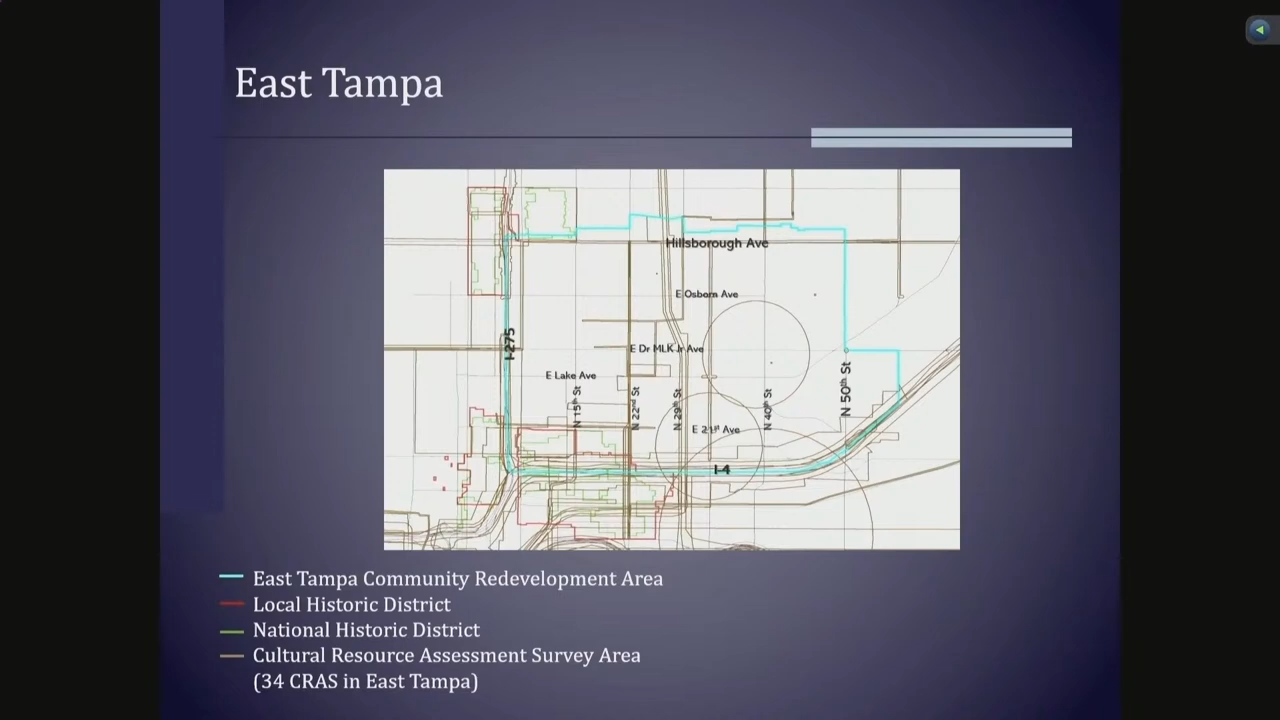 East Tampa
Hillsborough Ave
E Osborn Ave
I-275
E Dr MLK Jr Ave
E Lake Ave
N 15th St
N 22nd St
N 29th St
N 40th St
N 50th St
E 21st Ave
I-4
East Tampa Community Redevelopment Area
Local Historic District
National Historic District
Cultural Resource Assessment Survey Area
(34 CRAS in East Tampa)